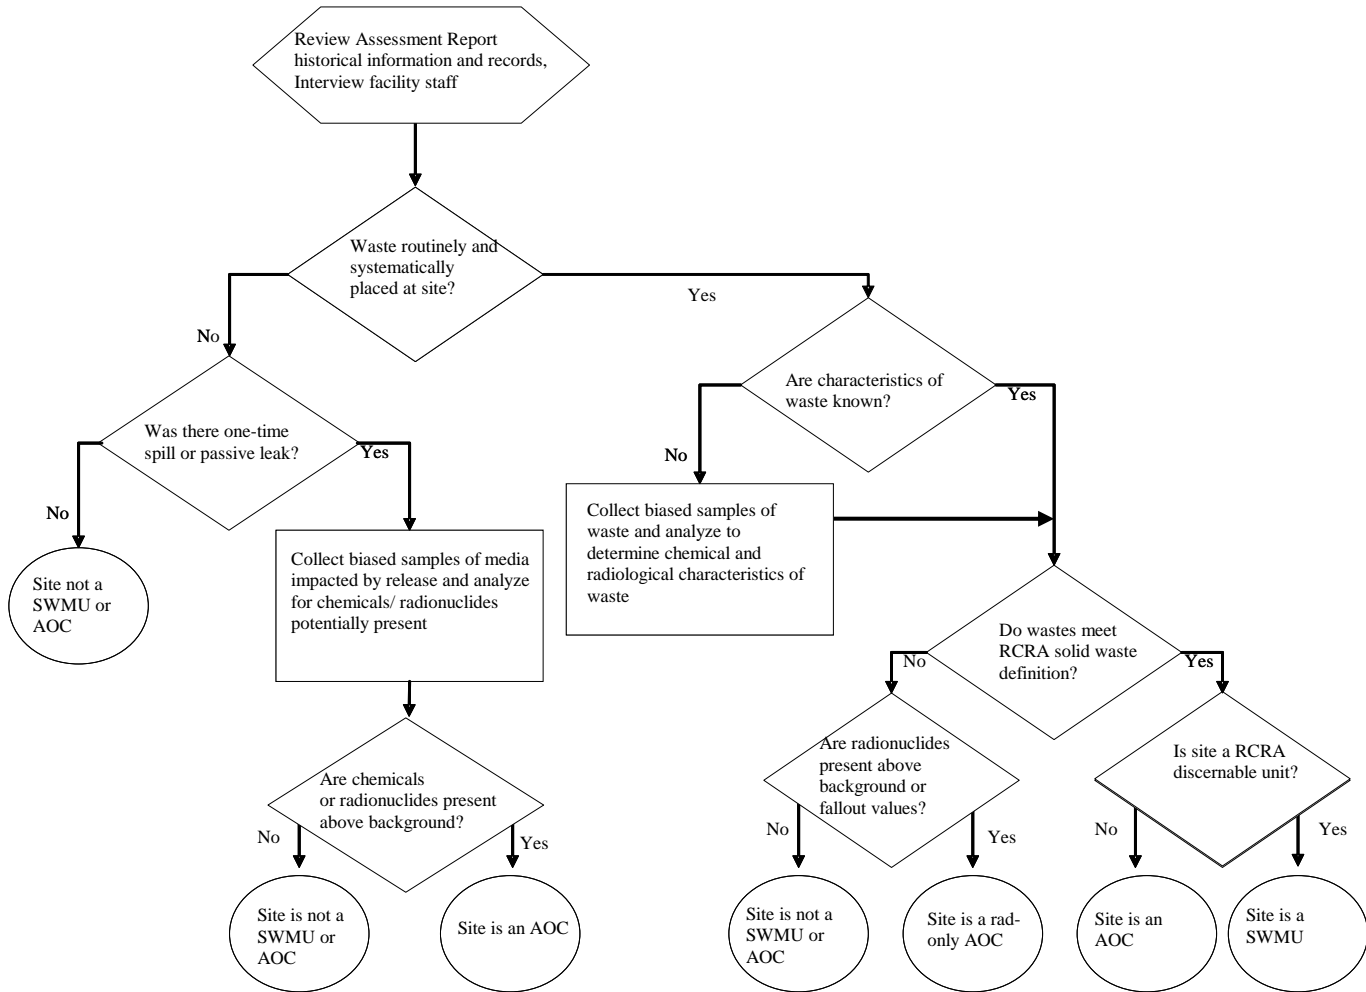 Review Assessment Report
historical information and records,
Interview facility staff
Waste routinely and
systematically
placed at site?
No
Yes
Are characteristics of
waste known?
No
Yes
Was there one-time
spill or passive leak?
No
Yes
Collect biased samples of
waste and analyze to
determine chemical and
radiological characteristics of
waste
Site not a
SWMU or
AOC
Collect biased samples of media
impacted by release and analyze
for chemicals/ radionuclides
potentially present
Do wastes meet
RCRA solid waste
definition?
No
Yes
Are chemicals
or radionuclides present
above background?
No
Yes
Are radionuclides
present above
background or
fallout values?
No
Yes
Is site a RCRA
discernable unit?
No
Yes
Site is not a
SWMU or
AOC
Site is an AOC
Site is not a
SWMU or
AOC
Site is a rad-
only AOC
Site is an
AOC
Site is a
SWMU